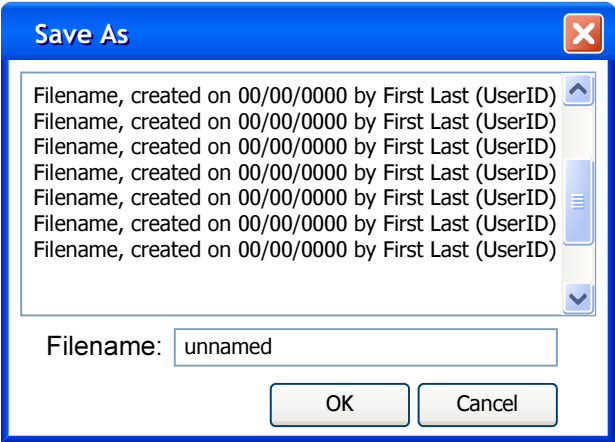 Save As
Filename, created on 00/00/0000 by First Last (UserID)
Filename, created on 00/00/0000 by First Last (UserID)
Filename, created on 00/00/0000 by First Last (UserID)
Filename, created on 00/00/0000 by First Last (UserID)
Filename, created on 00/00/0000 by First Last (UserID)
Filename, created on 00/00/0000 by First Last (UserID)
Filename, created on 00/00/0000 by First Last (UserID)
Filename: unnamed
OK Cancel